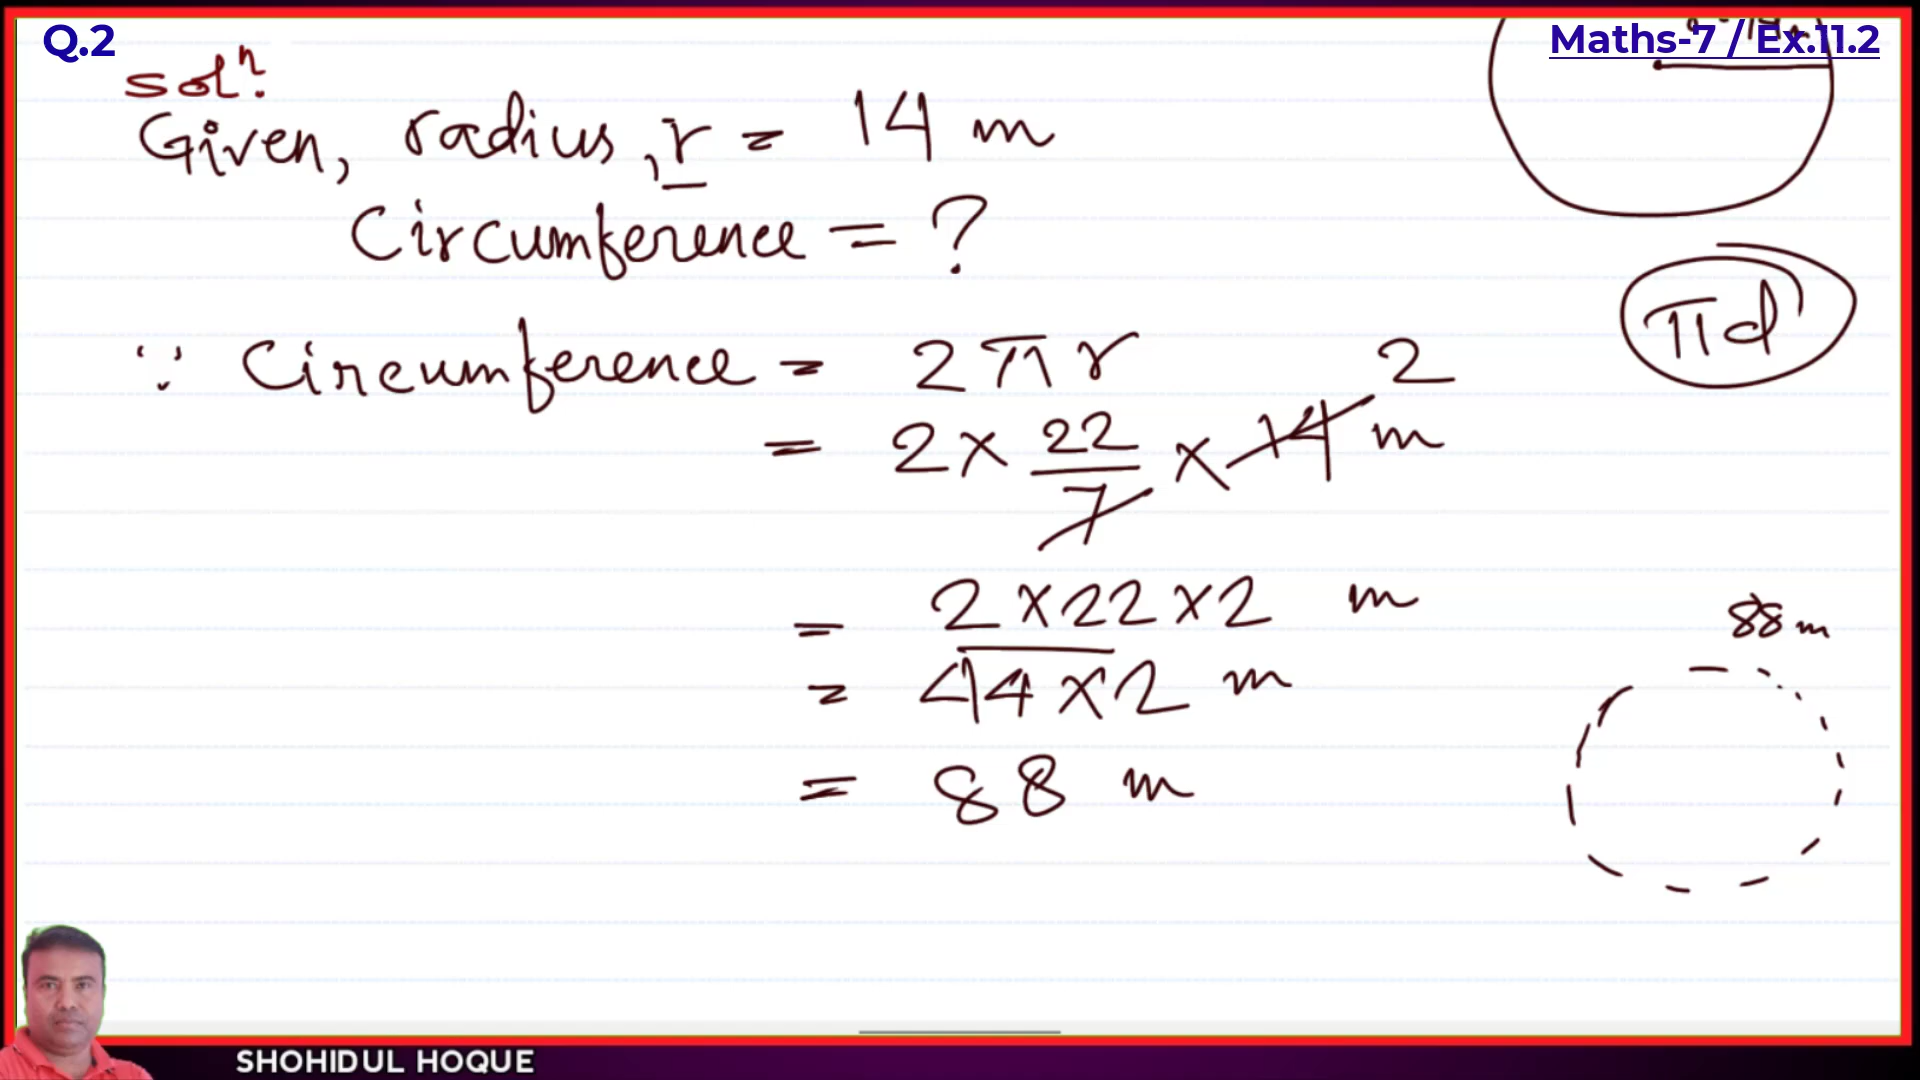 Q.2
Maths-7 / Ex.11.2
Solⁿ.
Given, radius, r = 14 m
Circumference = ?
πd
∵ Circumference = 2πr
= 2 × 22/7 × 14 m 2
= 2 × 22 × 2 m
88 m
= 44 × 2 m
= 88 m
SHOHIDUL HOQUE